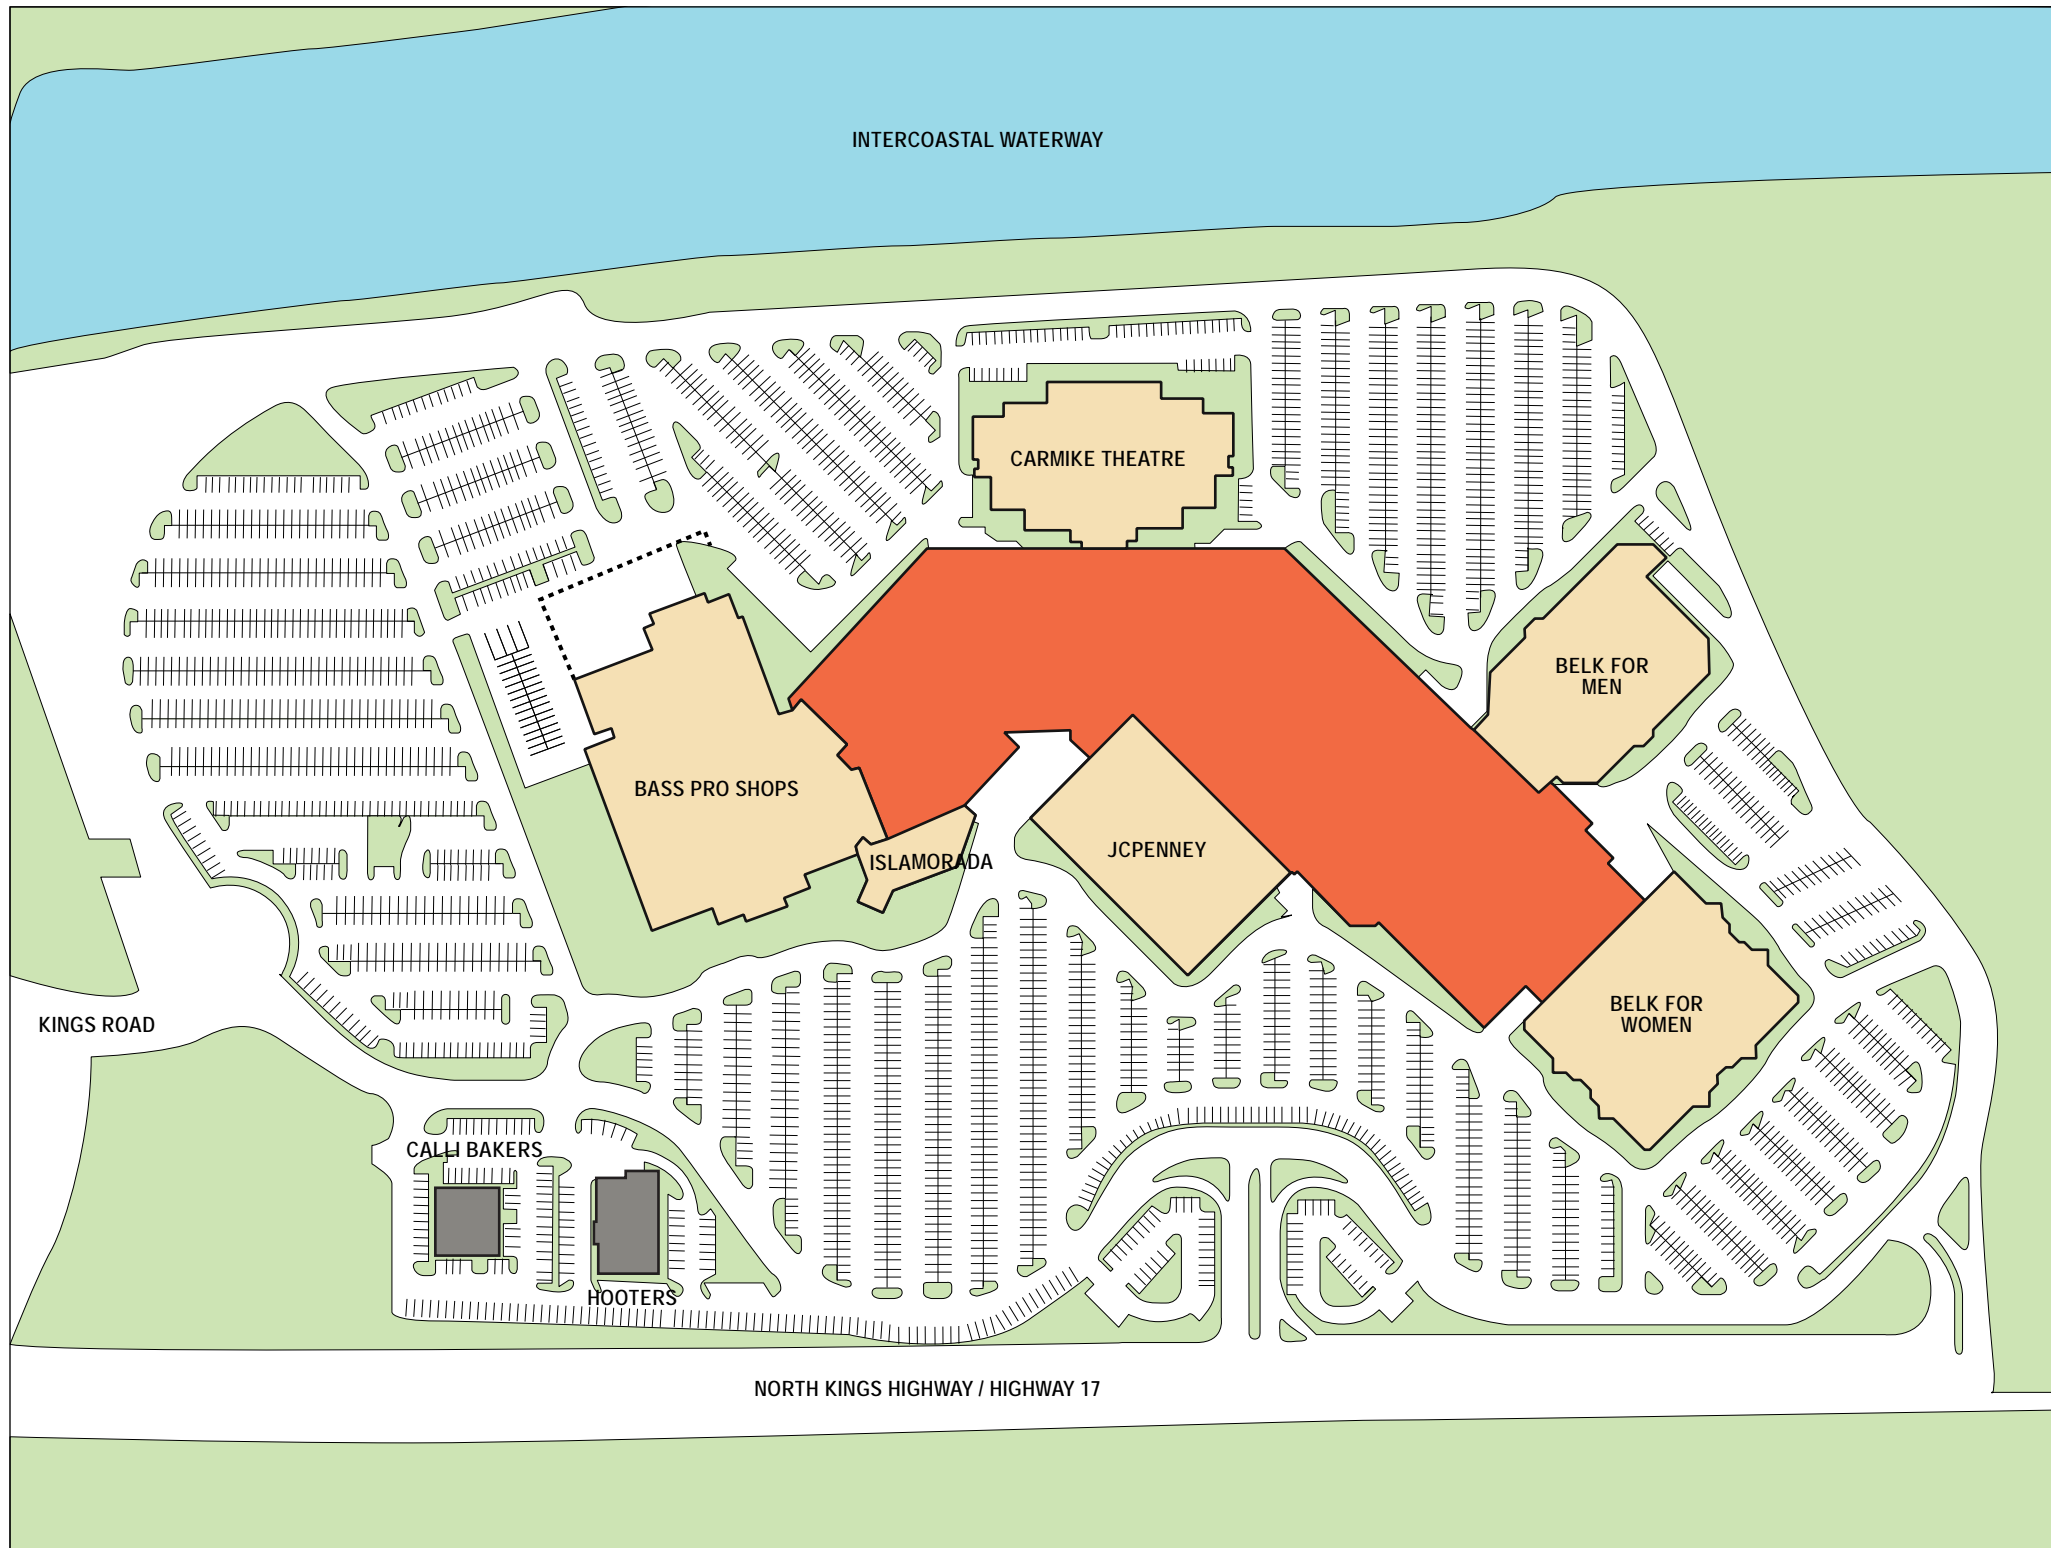 INTERCOASTAL WATERWAY
CARMIKE THEATRE
BELK FOR
MEN
BASS PRO SHOPS
JCPENNEY
ISLAMORADA
BELK FOR
WOMEN
KINGS ROAD
CALLI BAKERS
HOOTERS
NORTH KINGS HIGHWAY / HIGHWAY 17